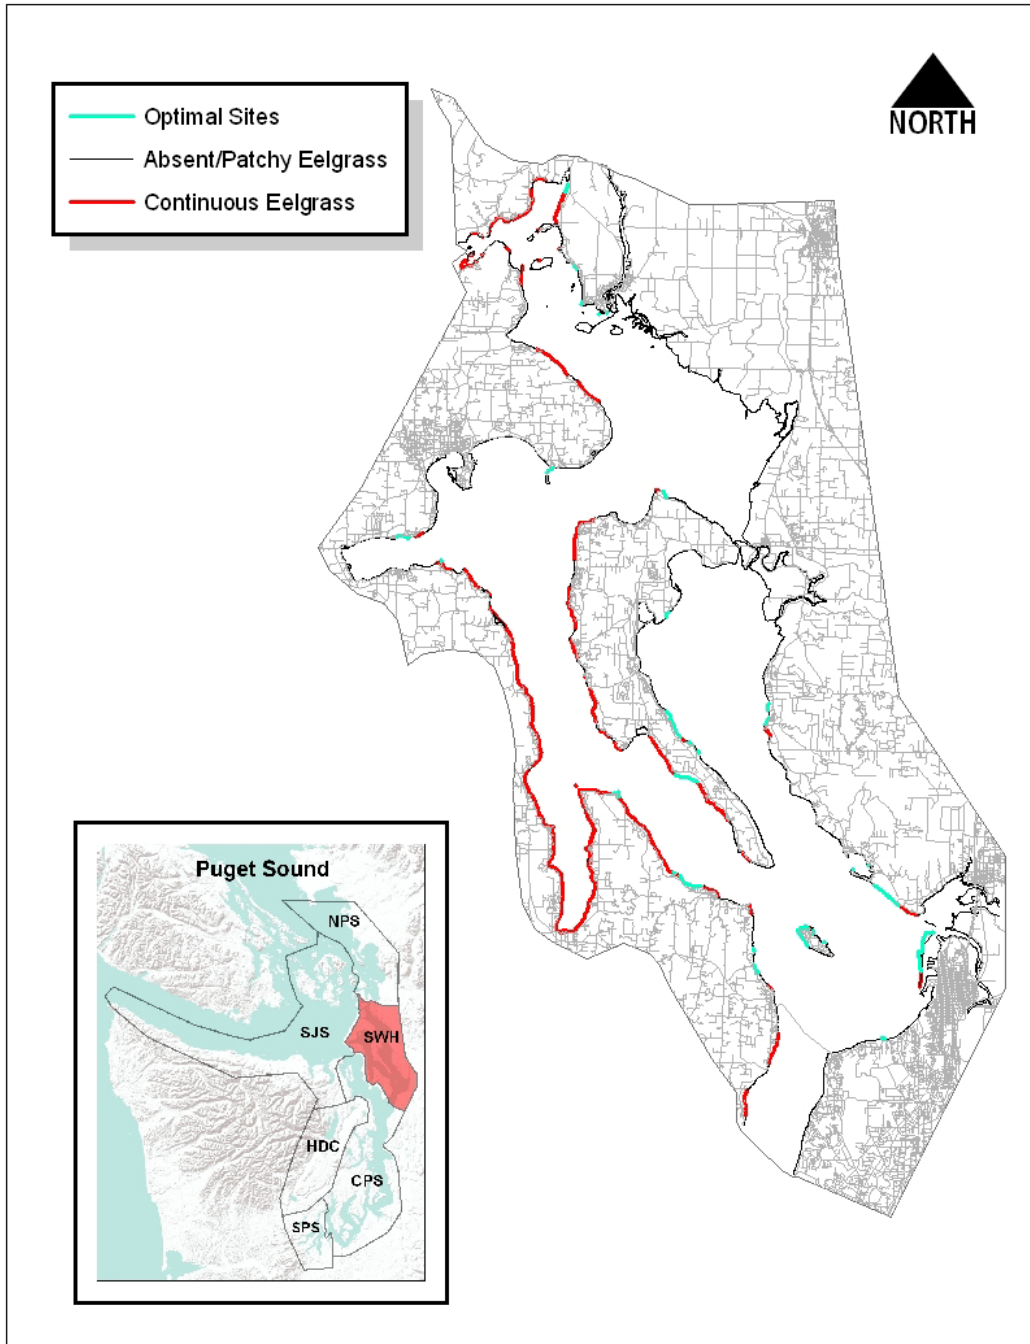 Optimal Sites
Absent/Patchy Eelgrass
Continuous Eelgrass
NORTH
Puget Sound
NPS
SJS
SWH
HDC
CPS
SPS